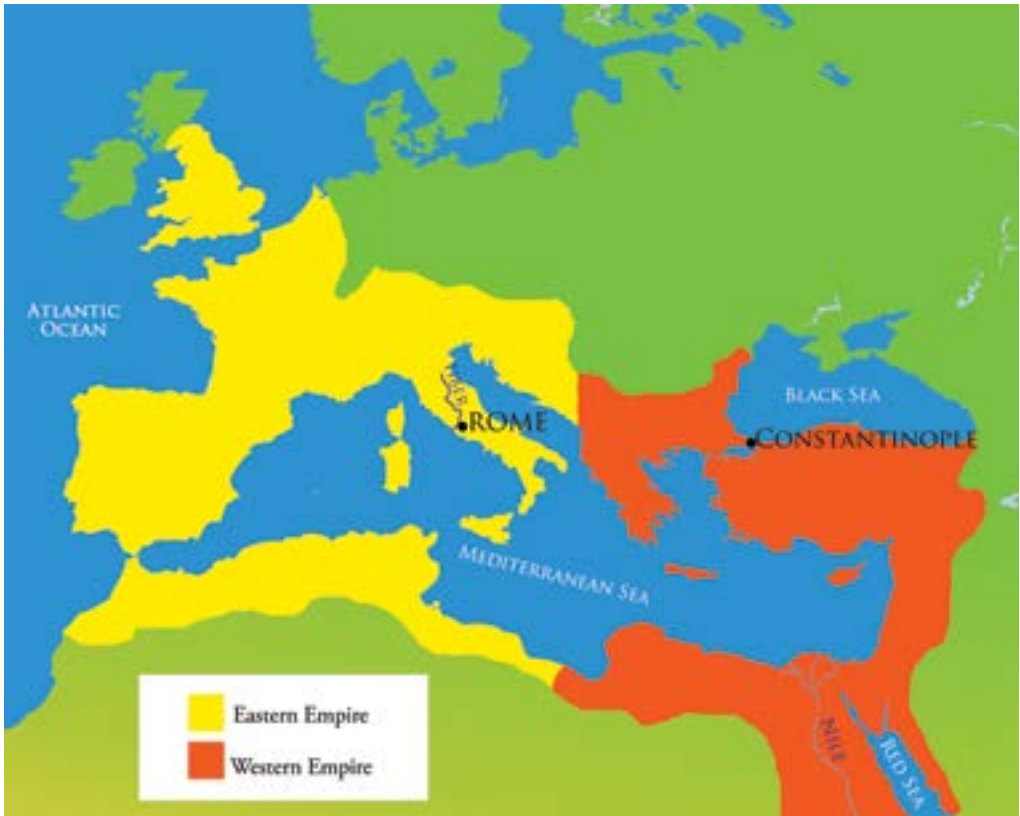 Atlantic
Ocean
Rome
Black Sea
Constantinople
Mediterranean Sea
Nile
Red Sea
Eastern Empire
Western Empire